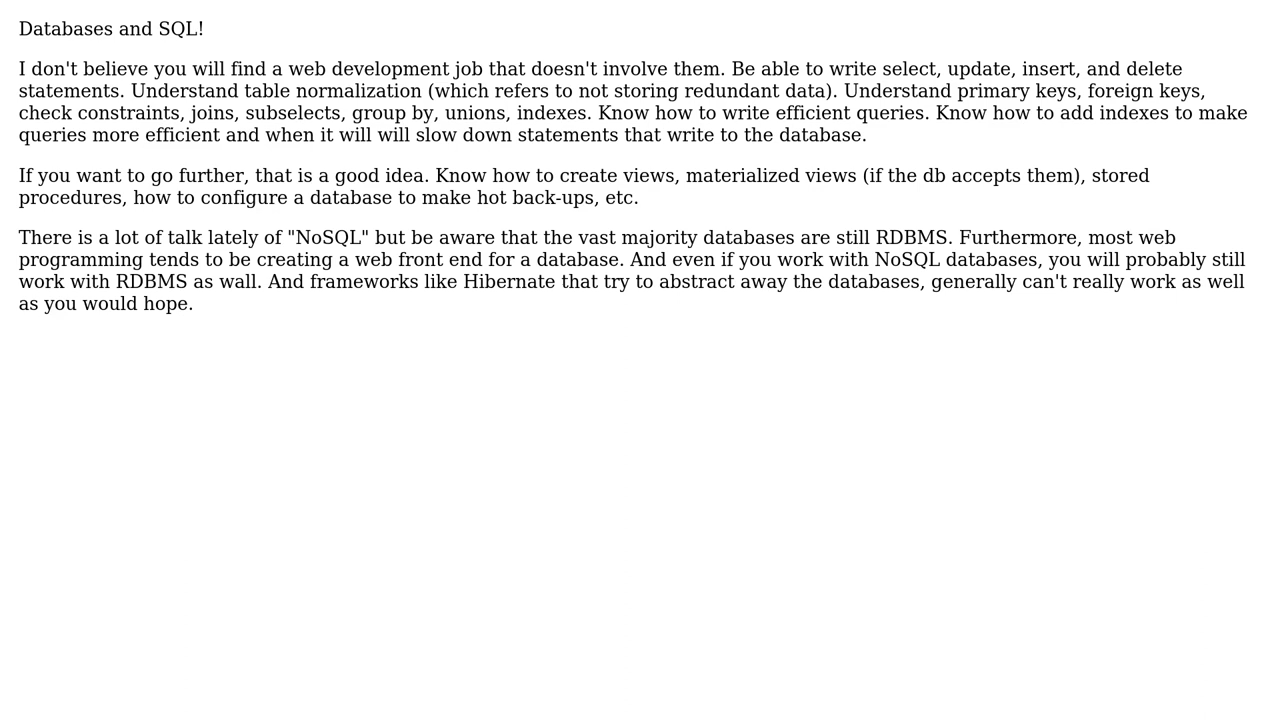 Databases and SQL!
I don't believe you will find a web development job that doesn't involve them. Be able to write select, update, insert, and delete
statements. Understand table normalization (which refers to not storing redundant data). Understand primary keys, foreign keys,
check constraints, joins, subselects, group by, unions, indexes. Know how to write efficient queries. Know how to add indexes to make
queries more efficient and when it will will slow down statements that write to the database.
If you want to go further, that is a good idea. Know how to create views, materialized views (if the db accepts them), stored
procedures, how to configure a database to make hot back-ups, etc.
There is a lot of talk lately of "NoSQL" but be aware that the vast majority databases are still RDBMS. Furthermore, most web
programming tends to be creating a web front end for a database. And even if you work with NoSQL databases, you will probably still
work with RDBMS as wall. And frameworks like Hibernate that try to abstract away the databases, generally can't really work as well
as you would hope.